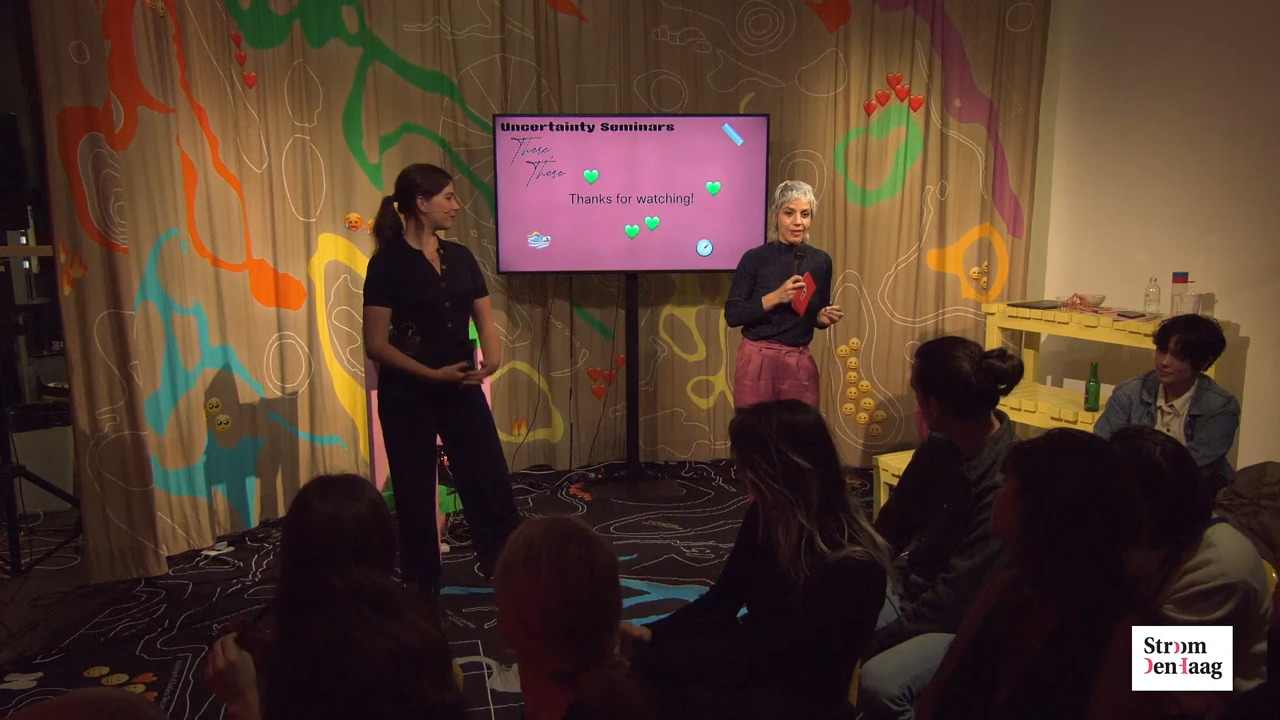 Uncertainty Seminars
These,
These
Thanks for watching!
Stroom
Den Haag